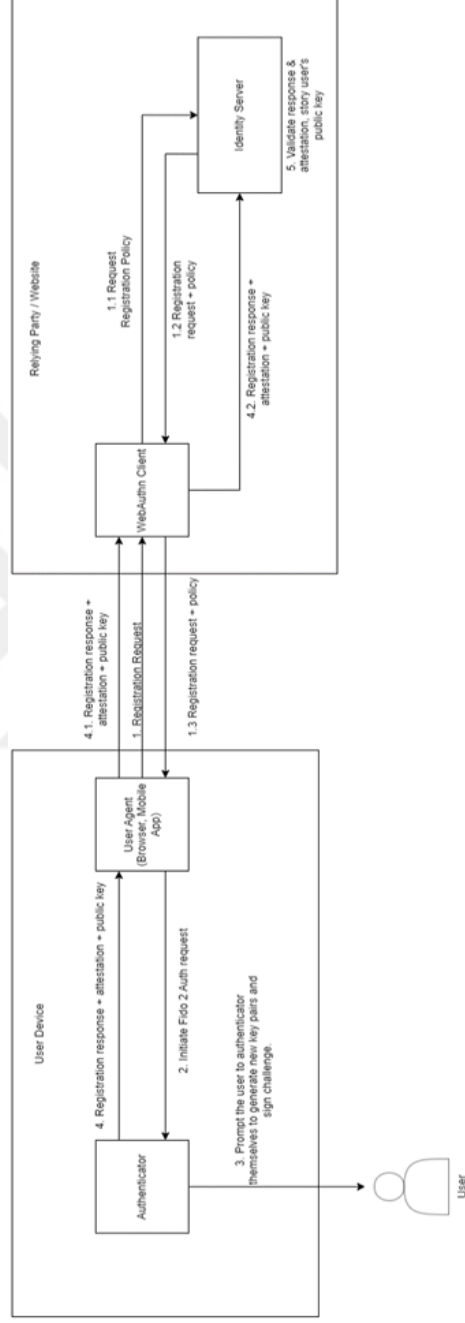 Relying Party / Website
Identity Server
5. Validate response &
attestation, story user's
public key
1.1 Request
Registration Policy
1.2 Registration
request + policy
4.2. Registration response +
attestation + public key
WebAuthn Client
4.1. Registration response +
attestation + public key
1. Registration Request
1.3 Registration request + policy
User Device
User Agent
(Browser, Mobile
App)
4. Registration response + attestation + public key
2. Initiate Fido 2 Auth request
Authenticator
3. Prompt the user to authenticator
themselves to generate new key pairs and
sign challenge.
User